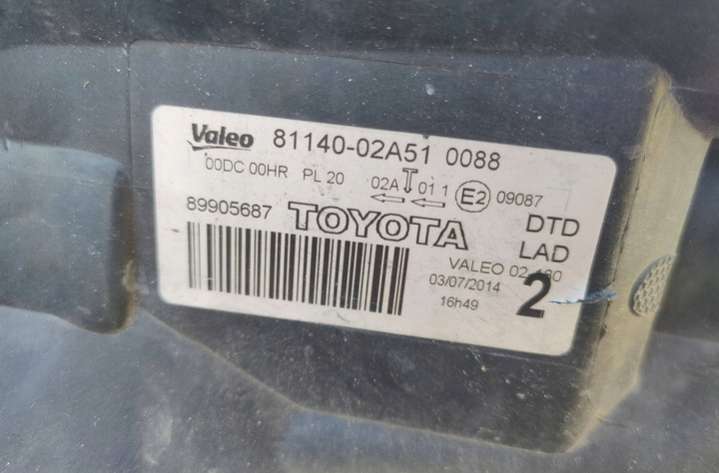 Valeo 81140-02A51 0088
00DC 00HR PL 20 02A 01 1 E2 09087
89905687 TOYOTA DTD
LAD
VALEO 02
03/07/2014
16h49 2